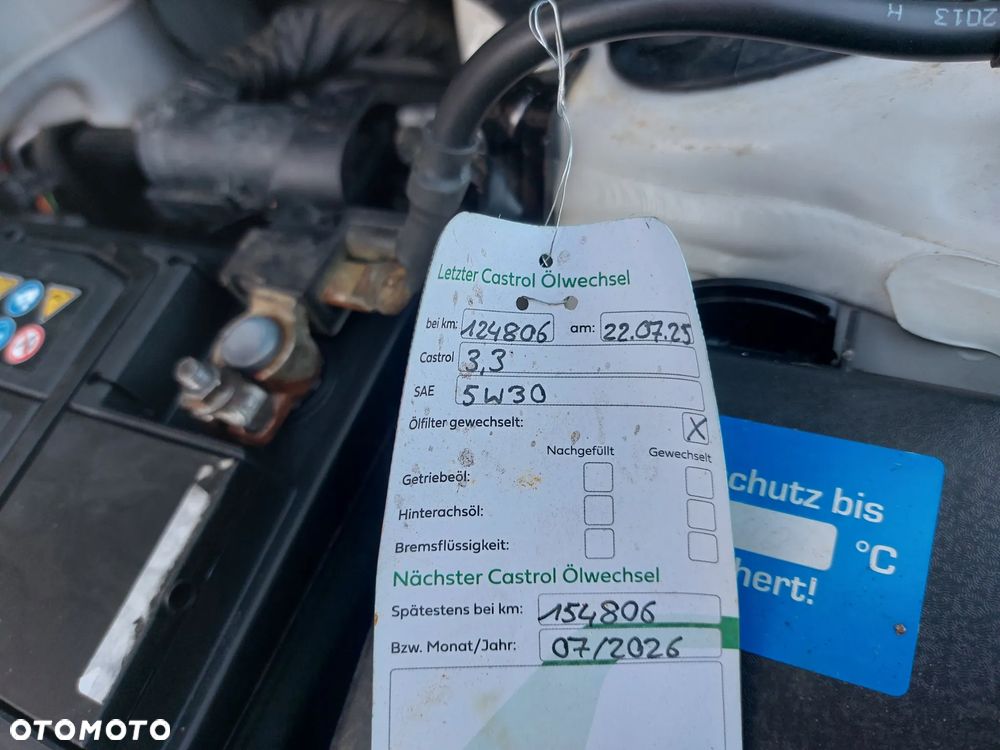 2013 H
Letzter Castrol Ölwechsel
bei km: 124806 am: 22.07.25
Castrol 3,3
SAE 5W30
Ölfilter gewechselt: X
Nachgefüllt Gewechselt
Getriebeöl:
Hinterachsöl:
Bremsflüssigkeit:
Nächster Castrol Ölwechsel
Spätestens bei km: 154806
Bzw. Monat/Jahr: 07/2026
chutz bis
°C
hert!
OTOMOTO